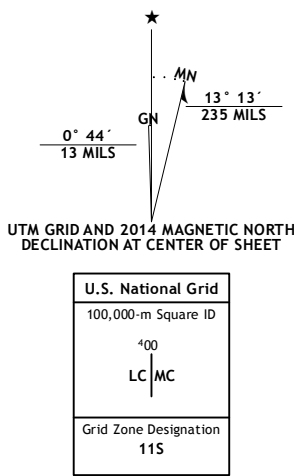 ★
MN
GN
13° 13´
235 MILS
0° 44´
13 MILS
UTM GRID AND 2014 MAGNETIC NORTH
DECLINATION AT CENTER OF SHEET
U.S. National Grid
100,000-m Square ID
⁴00
LC MC
Grid Zone Designation
11S